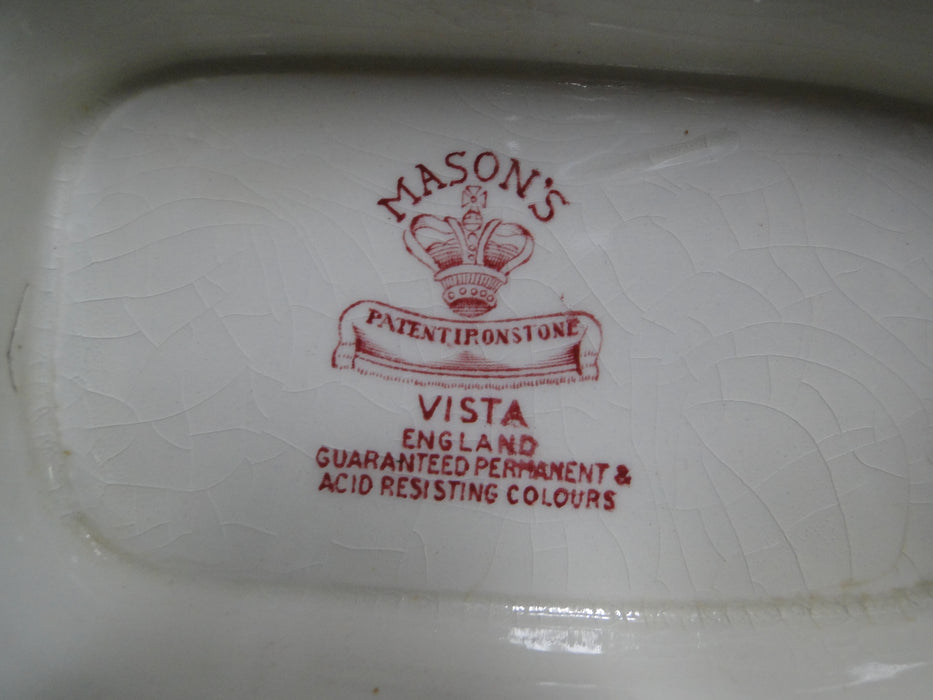 MASON'S
PATENT IRONSTONE
VISTA
ENGLAND
GUARANTEED PERMANENT &
ACID RESISTING COLOURS